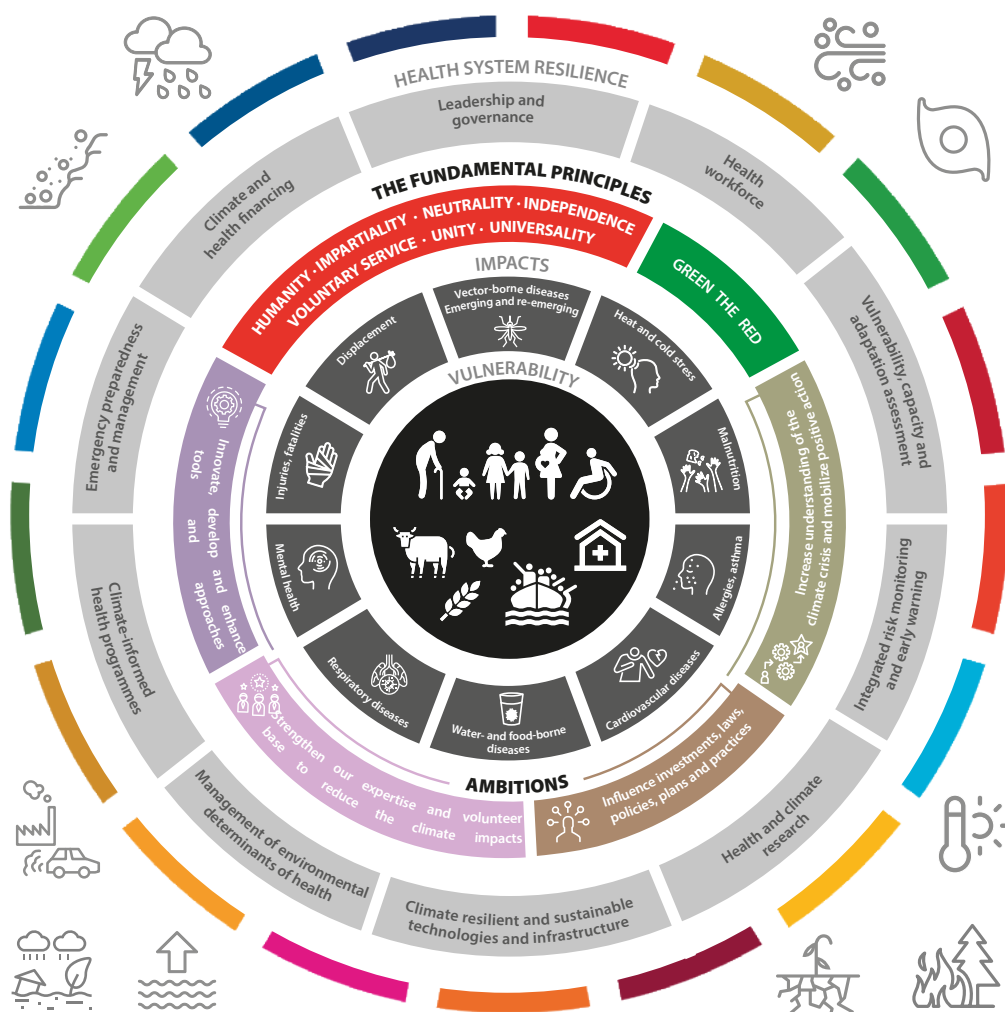 HEALTH SYSTEM RESILIENCE
Leadership and
governance
Health
workforce
Vulnerability, capacity and
adaptation assessment
Integrated risk monitoring
and early warning
Health and climate
research
Climate resilient and sustainable
technologies and infrastructure
Management of environmental
determinants of health
Climate-informed
health programmes
Emergency preparedness
and management
Climate and
health financing
THE FUNDAMENTAL PRINCIPLES
HUMANITY · IMPARTIALITY · NEUTRALITY · INDEPENDENCE
VOLUNTARY SERVICE · UNITY · UNIVERSALITY
GREEN THE RED
Increase understanding of the
climate crisis and mobilize positive action
Influence investments, laws,
policies, plans and practices
AMBITIONS
Strengthen our expertise and volunteer
base to reduce the climate impacts
Innovate, develop and enhance
tools and approaches
IMPACTS
Vector-borne diseases
Emerging and re-emerging
Heat and cold stress
Malnutrition
Allergies, asthma
Cardiovascular diseases
Water- and food-borne
diseases
Respiratory diseases
Mental
health
Injuries, fatalities
Displacement
VULNERABILITY